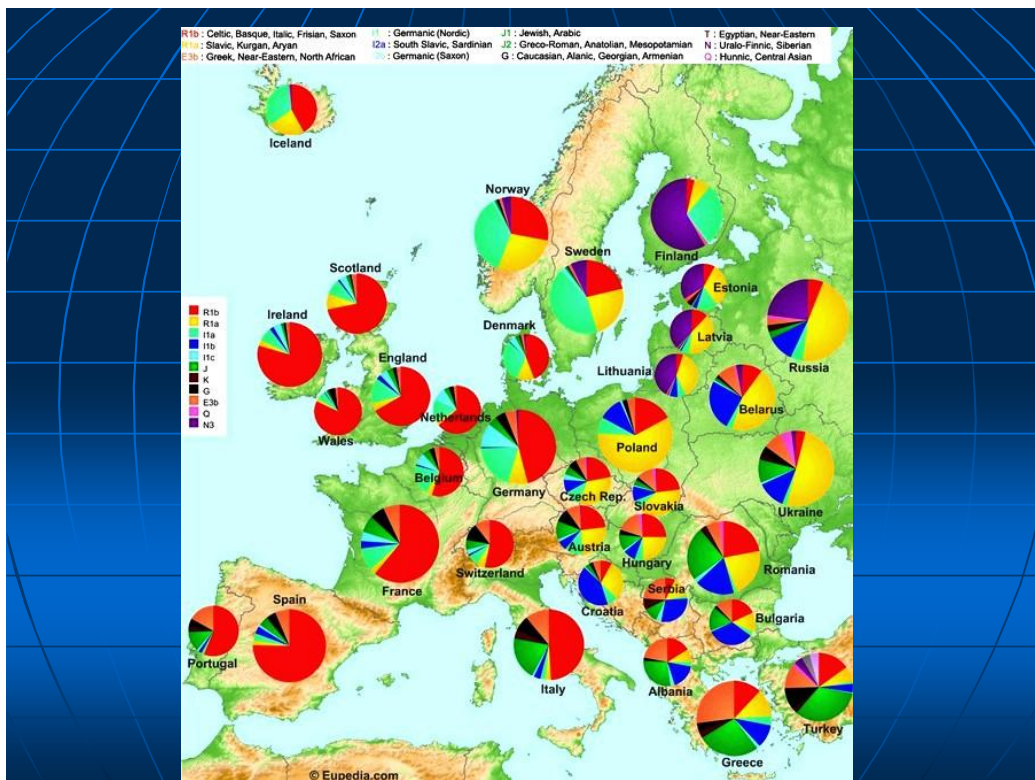 R1b : Celtic, Basque, Italic, Frisian, Saxon
R1a : Slavic, Kurgan, Aryan
E3b : Greek, Near-Eastern, North African
I1 : Germanic (Nordic)
I2a : South Slavic, Sardinian
I2b : Germanic (Saxon)
J1 : Jewish, Arabic
J2 : Greco-Roman, Anatolian, Mesopotamian
G : Caucasian, Alanic, Georgian, Armenian
T : Egyptian, Near-Eastern
N : Uralo-Finnic, Siberian
Q : Hunnic, Central Asian
Iceland
Norway
Finland
Sweden
Scotland
Estonia
Ireland
R1b
R1a
I1a
I1b
I1c
J
K
G
E3b
Q
N3
Denmark
Latvia
England
Russia
Lithuania
Netherlands
Belarus
Wales
Poland
Belgium
Germany
Czech Rep.
Slovakia
Ukraine
Austria
Hungary
Switzerland
Romania
France
Serbia
Croatia
Spain
Bulgaria
Portugal
Italy
Albania
Turkey
Greece
© Eupedia.com